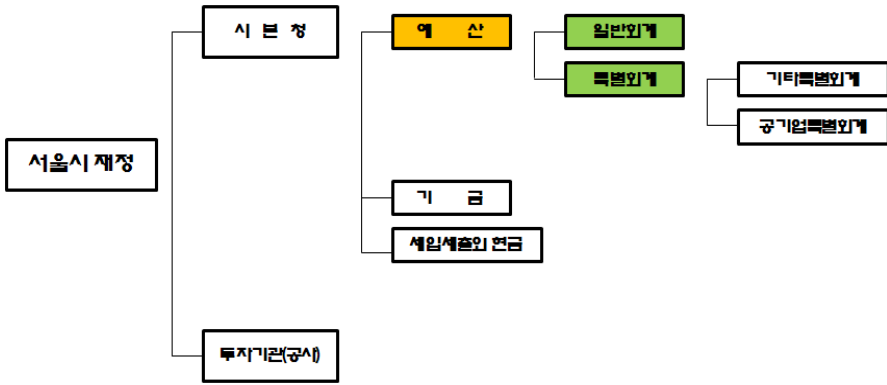 서울시 재정
시 본 청
예 산
일반회계
특별회계
기타특별회계
공기업특별회계
기 금
세입세출외 현금
투자기관(공사)